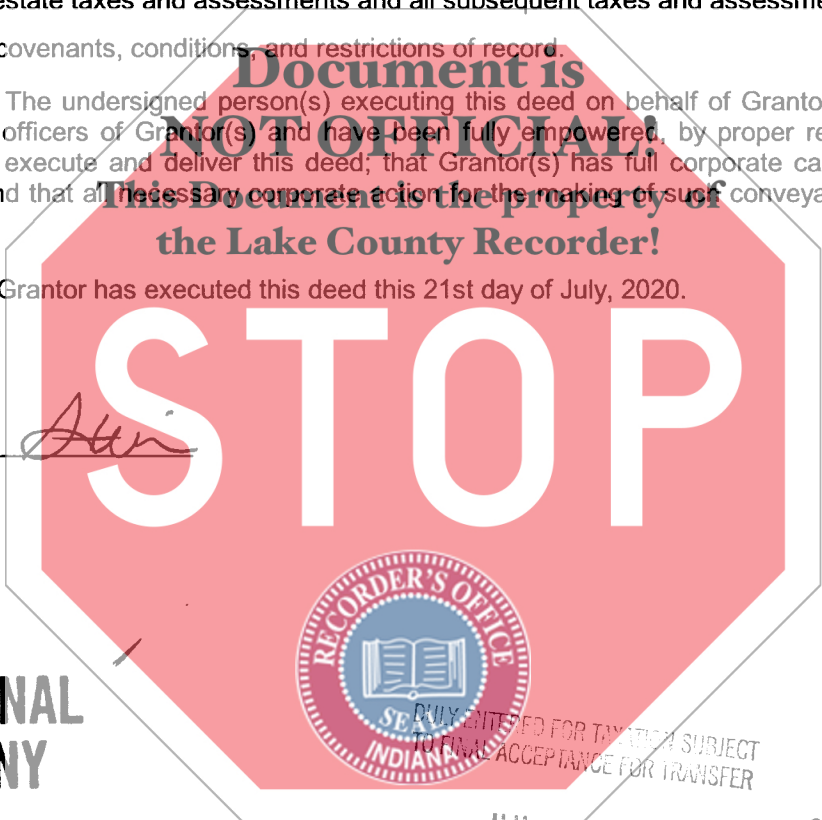 estate taxes and assessments and all subsequent taxes and assessme
covenants, conditions, and restrictions of record.
Document is
The undersigned person(s) executing this deed on behalf of Granto
NOT OFFICIAL!
officers of Grantor(s) and have been fully empowered, by proper re
execute and deliver this deed; that Grantor(s) has full corporate ca
This Document is the property of
d that all necessary corporate action for the making of such conveya
the Lake County Recorder!
Grantor has executed this deed this 21st day of July, 2020.
STOP
RECORDER'S OFFICE
SEAL
INDIANA
NAL
NY
DULY ENTERED FOR TAXATION SUBJECT
TO FINAL ACCEPTANCE FOR TRANSFER